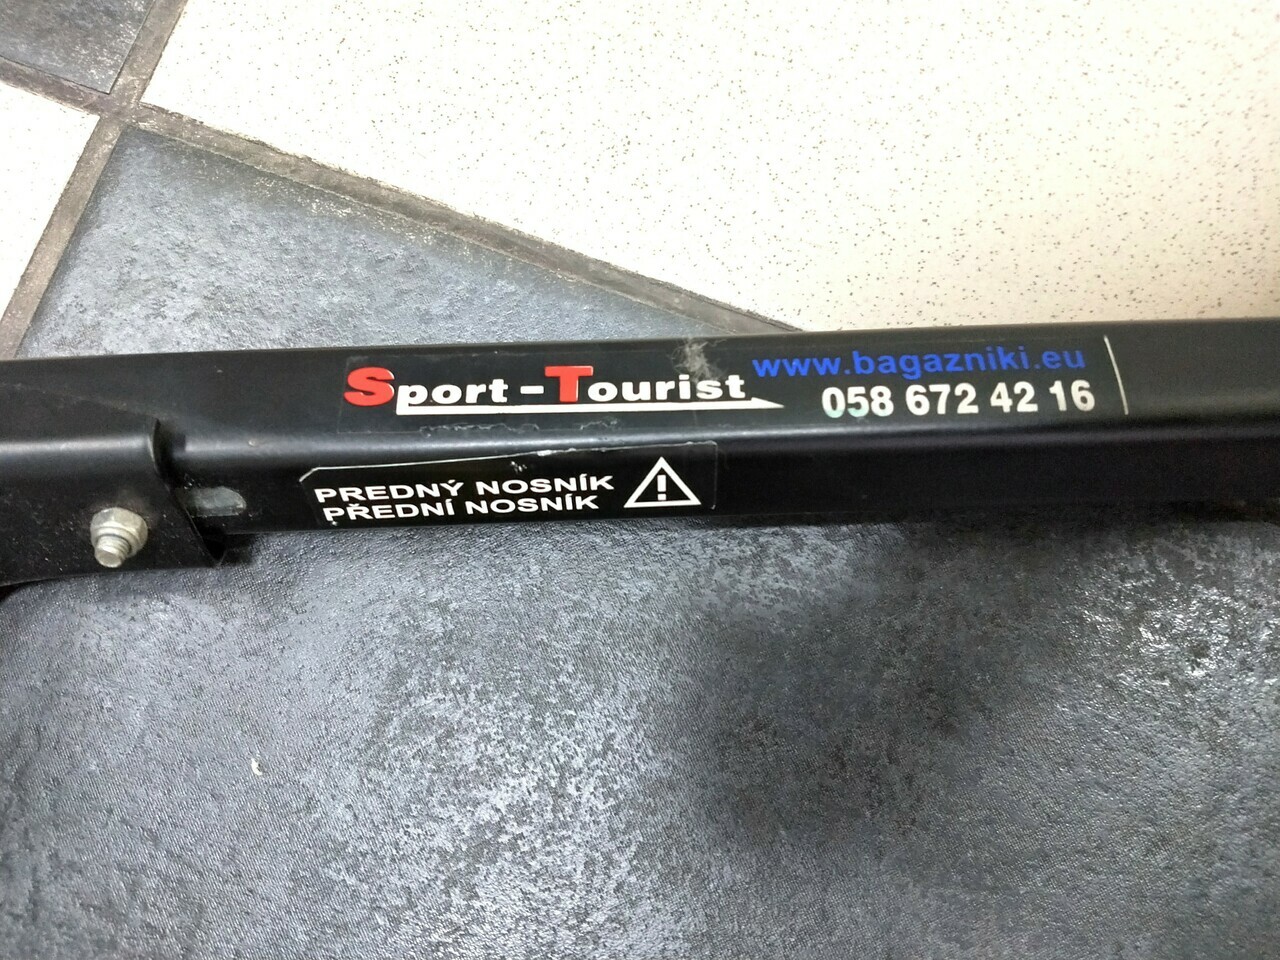 Sport-Tourist
www.bagazniki.eu
058 672 42 16
PREDNÝ NOSNÍK
PŘEDNÍ NOSNÍK
!